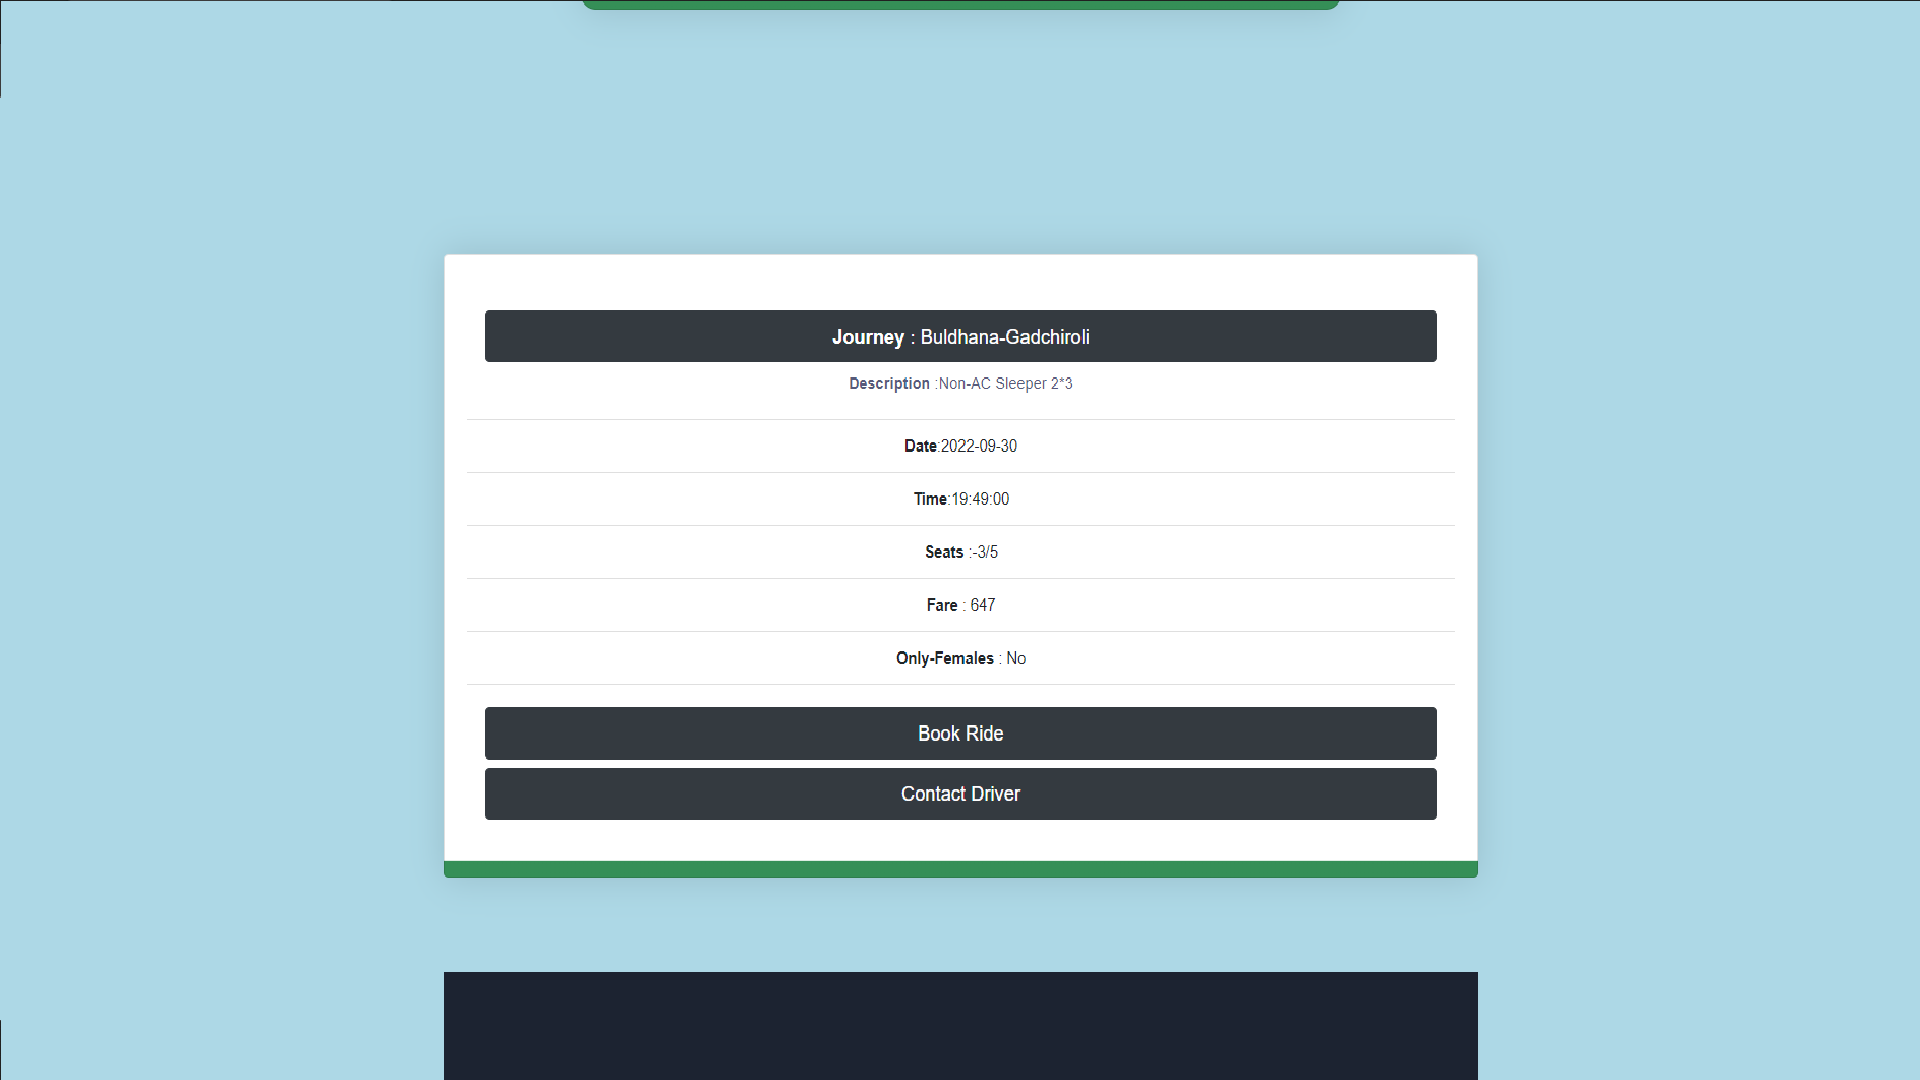 Journey : Buldhana-Gadchiroli
Description :Non-AC Sleeper 2*3
Date:2022-09-30
Time:19:49:00
Seats :-3/5
Fare : 647
Only-Females : No
Book Ride
Contact Driver